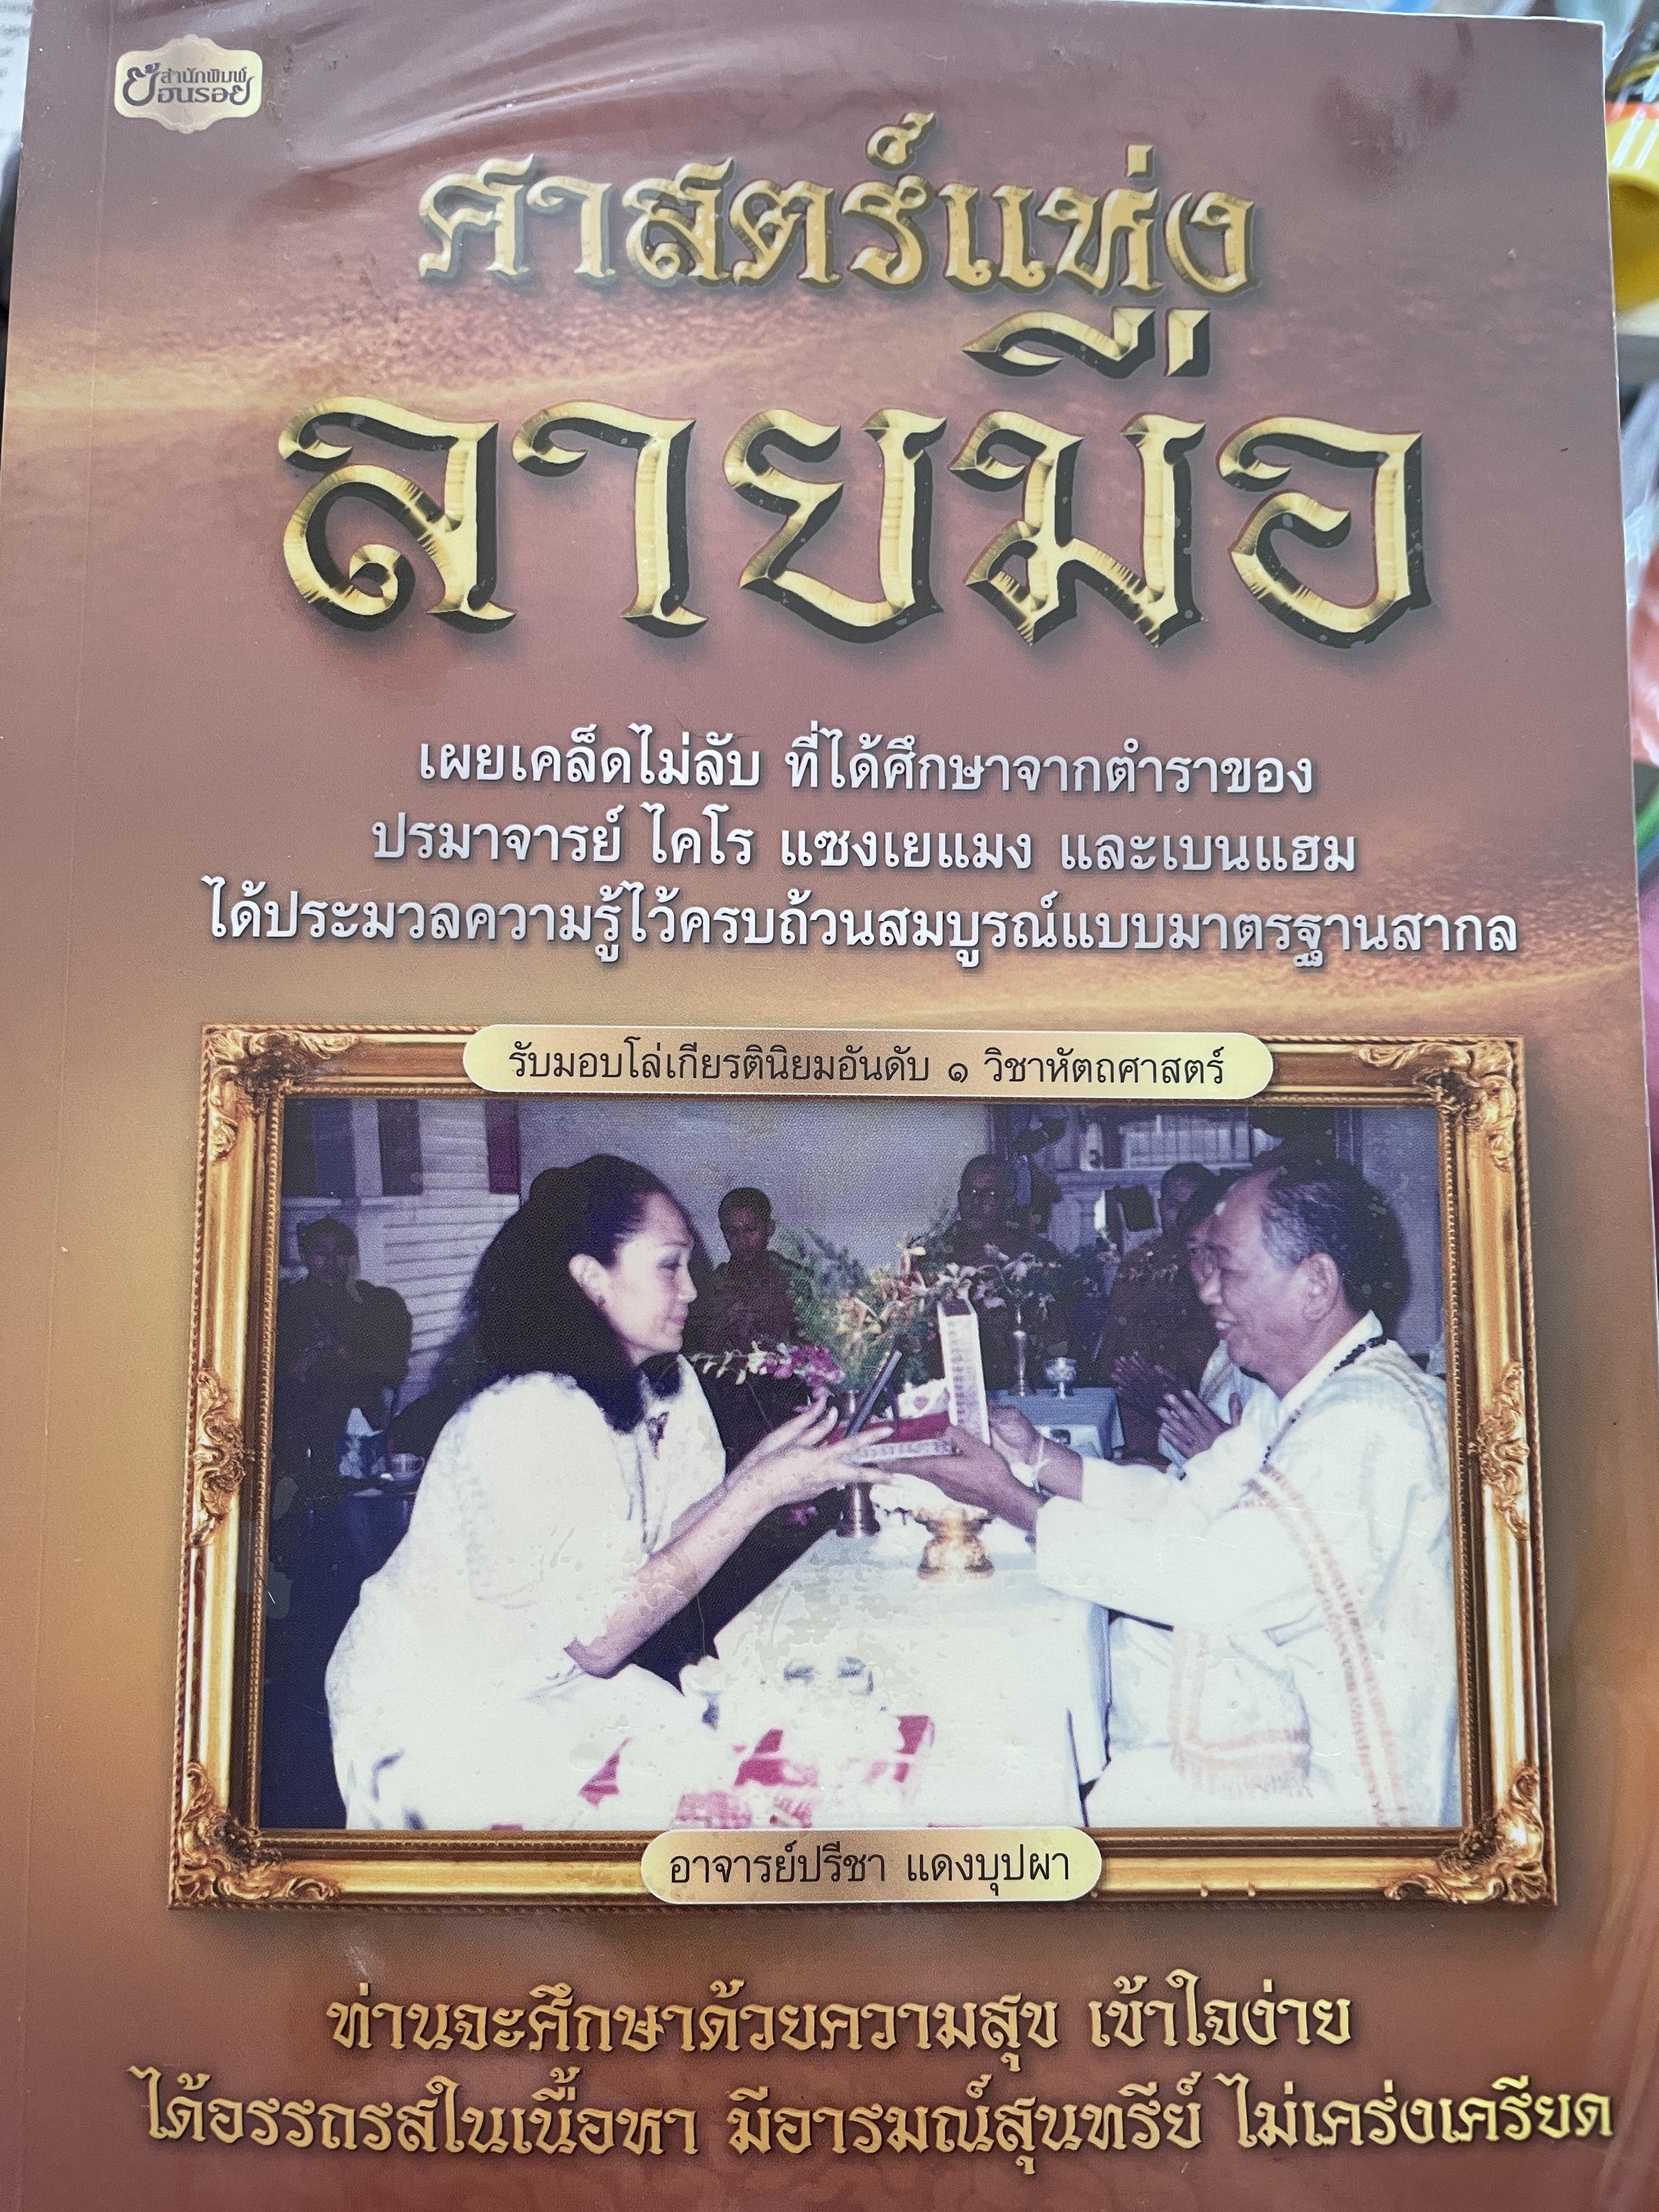 สำนักพิมพ์
ย้อนรอย
ศาสตร์แห่ง
ลายมือ
เผยเคล็ดไม่ลับ ที่ได้ศึกษาจากตำราของ
ปรมาจารย์ ไคโร แซงเยแมง และเบนแฮม
ได้ประมวลความรู้ไว้ครบถ้วนสมบูรณ์แบบมาตรฐานสากล
รับมอบโล่เกียรตินิยมอันดับ ๑ วิชาหัตถศาสตร์
อาจารย์ปรีชา แดงบุปผา
ท่านจะศึกษาด้วยความสุข เข้าใจง่าย
ได้อรรถรสในเนื้อหา มีอารมณ์สุนทรีย์ ไม่เคร่งเครียด